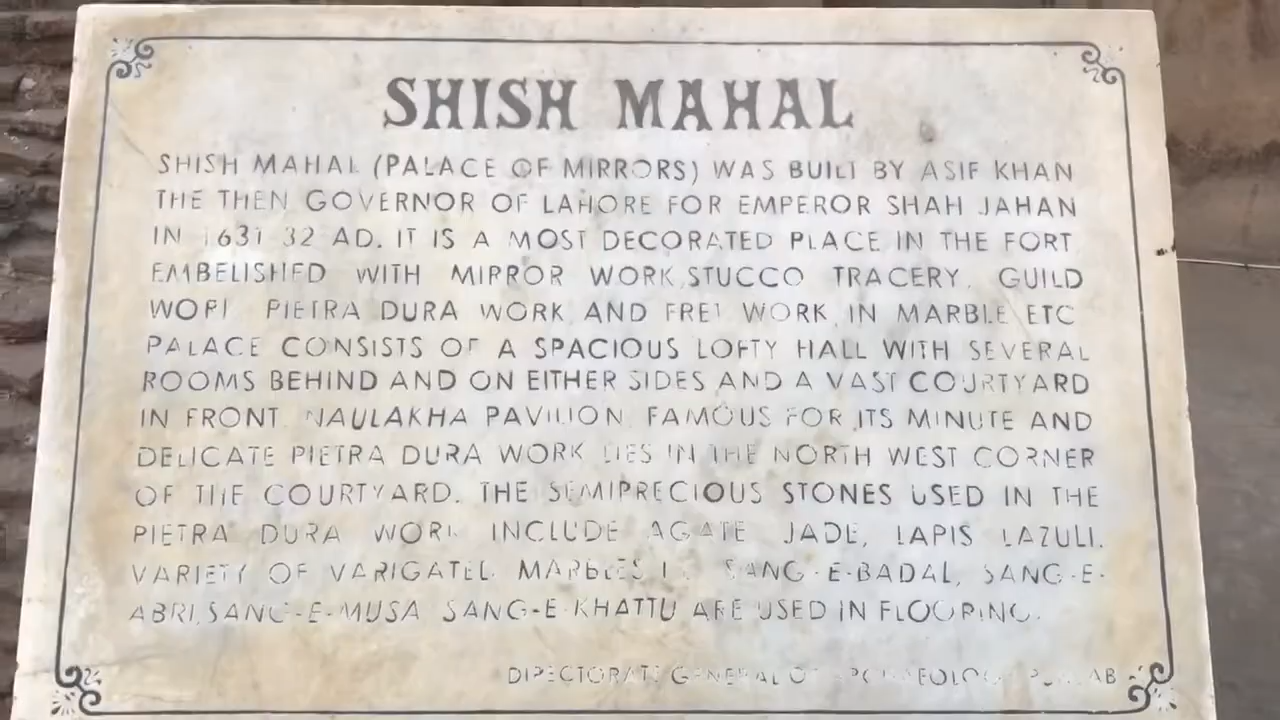 SHISH MAHAL
SHISH MAHAL (PALACE OF MIRRORS) WAS BUILT BY ASIF KHAN
THE THEN GOVERNOR OF LAHORE FOR EMPEROR SHAH JAHAN
IN 1631 32 AD. IT IS A MOST DECORATED PLACE IN THE FORT
EMBELISHED WITH MIRROR WORK, STUCCO TRACERY, GUILD
WORK PIETRA DURA WORK AND FRET WORK IN MARBLE ETC
PALACE CONSISTS OF A SPACIOUS LOFTY HALL WITH SEVERAL
ROOMS BEHIND AND ON EITHER SIDES AND A VAST COURTYARD
IN FRONT. NAULAKHA PAVILION, FAMOUS FOR ITS MINUTE AND
DELICATE PIETRA DURA WORK LIES IN THE NORTH WEST CORNER
OF THE COURTYARD. THE SEMIPRECIOUS STONES USED IN THE
PIETRA DURA WORK INCLUDE AGATE JADE, LAPIS LAZULI.
VARIETY OF VARIGATED MARBLES SANG-E-BADAL, SANG-E-
ABRI, SANG-E-MUSA SANG-E-KHATTU ARE USED IN FLOORING.
DIRECTORATE GENERAL OF ARCHAEOLOGY PUNJAB